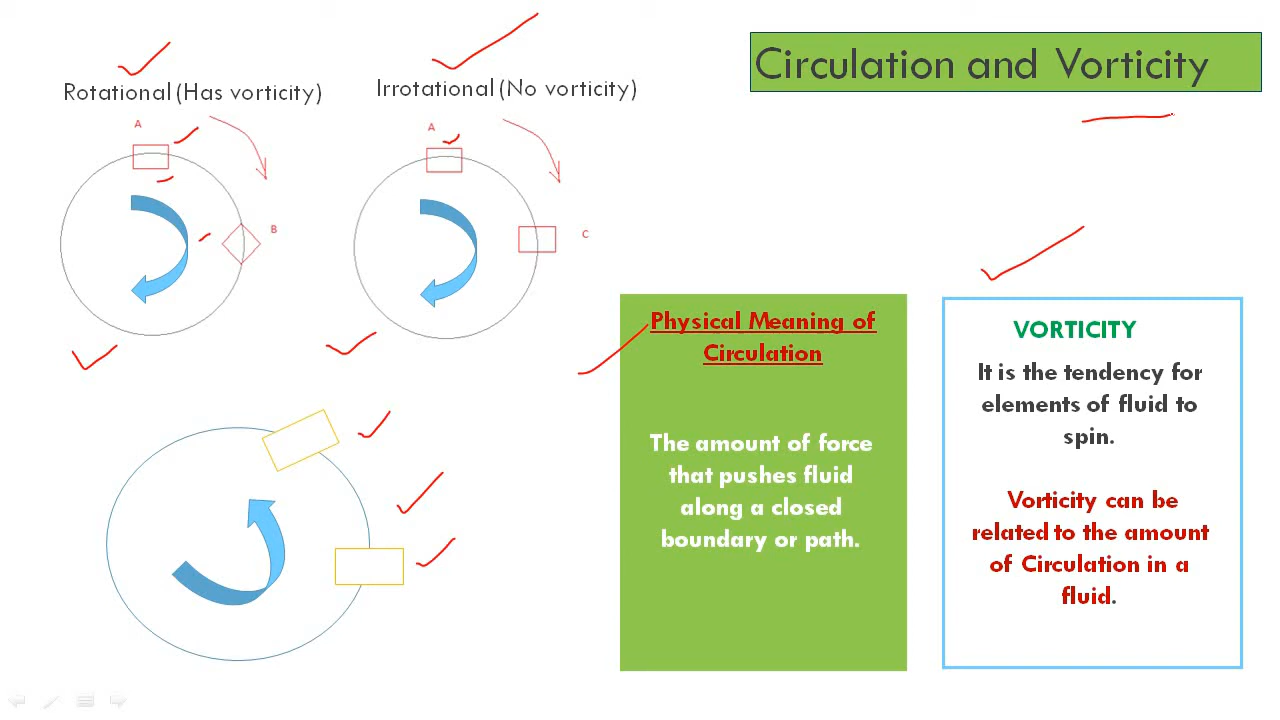 Circulation and Vorticity
Rotational (Has vorticity)
Irrotational (No vorticity)
A
B
A
C
Physical Meaning of
Circulation
The amount of force
that pushes fluid
along a closed
boundary or path.
VORTICITY
It is the tendency for
elements of fluid to
spin.
Vorticity can be
related to the amount
of Circulation in a
fluid.